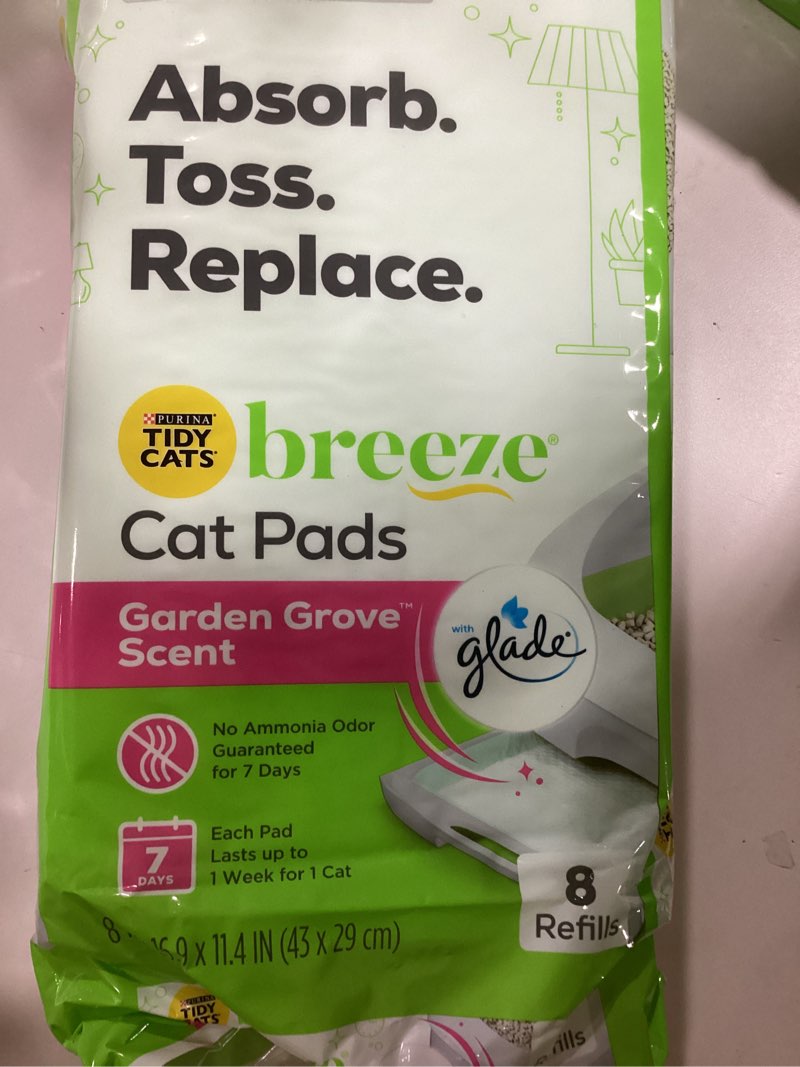 Absorb.
Toss.
Replace.
PURINA
TIDY
CATS®
breeze®
Cat Pads
Garden Grove™
Scent
with
glade®
No Ammonia Odor
Guaranteed
for 7 Days
7
DAYS
Each Pad
Lasts up to
1 Week for 1 Cat
8
Refills
8 16.9 x 11.4 IN (43 x 29 cm)
PURINA
TIDY
CATS